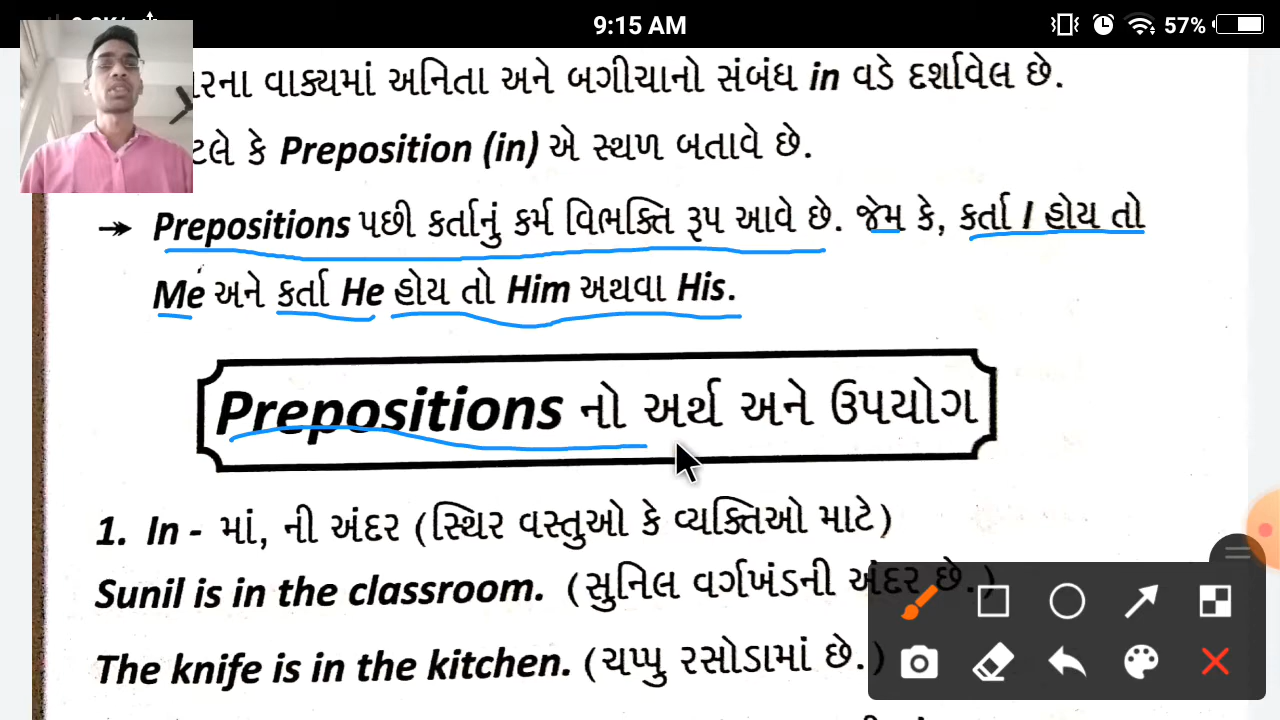 9:15 AM 57%
વાક્યમાં અનિતા અને બગીચાનો સંબંધ in વડે દર્શાવેલ છે.
કે Preposition (in) એ સ્થળ બતાવે છે.
Prepositions પછી કર્તાનું કર્મ વિભક્તિ રૂપ આવે છે. જેમ કે, કર્તા I હોય તો
Me અને કર્તા He હોય તો Him અથવા His.
Prepositions નો અર્થ અને ઉપયોગ
1. In - માં, ની અંદર (સ્થિર વસ્તુઓ કે વ્યક્તિઓ માટે)
Sunil is in the classroom. (સુનિલ વર્ગખંડની અંદર છે.)
The knife is in the kitchen. (ચપ્પુ રસોડામાં છે.)